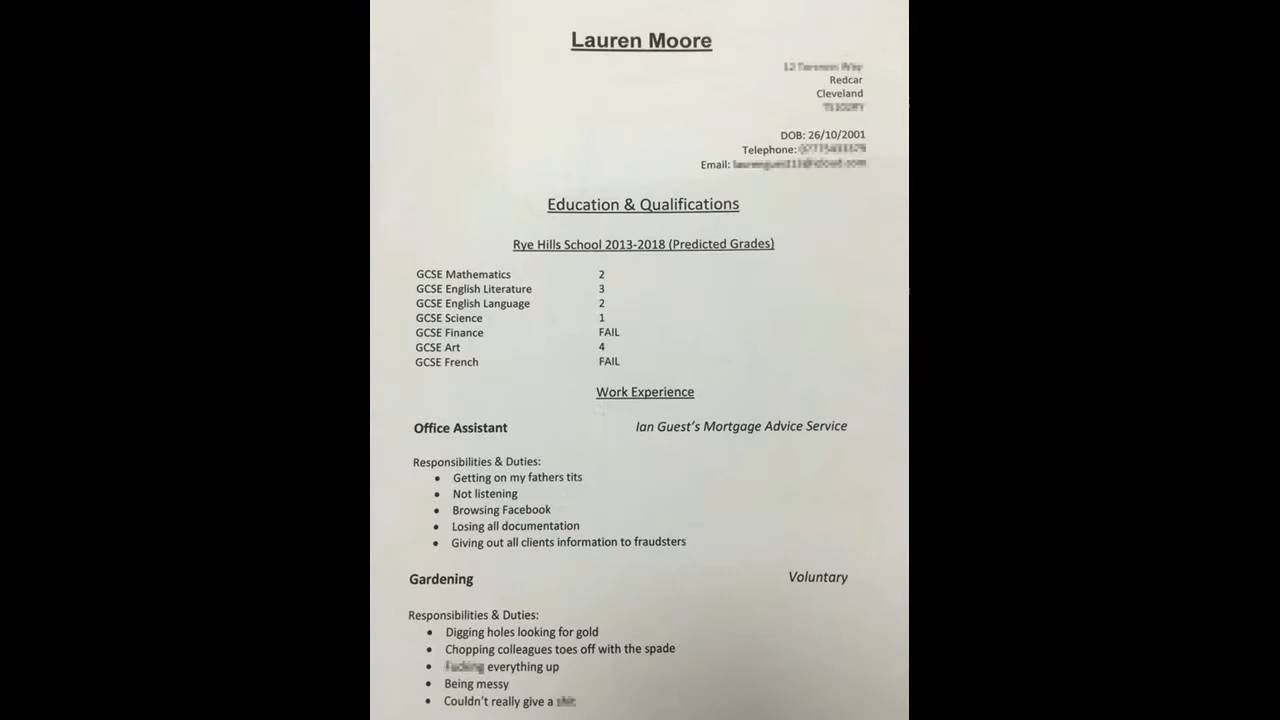 Lauren Moore
Redcar
Cleveland
DOB: 26/10/2001
Telephone:
Email:
Education & Qualifications
Rye Hills School 2013-2018 (Predicted Grades)
GCSE Mathematics 2
GCSE English Literature 3
GCSE English Language 2
GCSE Science 1
GCSE Finance FAIL
GCSE Art 4
GCSE French FAIL
Work Experience
Office Assistant Ian Guest's Mortgage Advice Service
Responsibilities & Duties:
• Getting on my fathers tits
• Not listening
• Browsing Facebook
• Losing all documentation
• Giving out all clients information to fraudsters
Gardening Voluntary
Responsibilities & Duties:
• Digging holes looking for gold
• Chopping colleagues toes off with the spade
• everything up
• Being messy
• Couldn't really give a